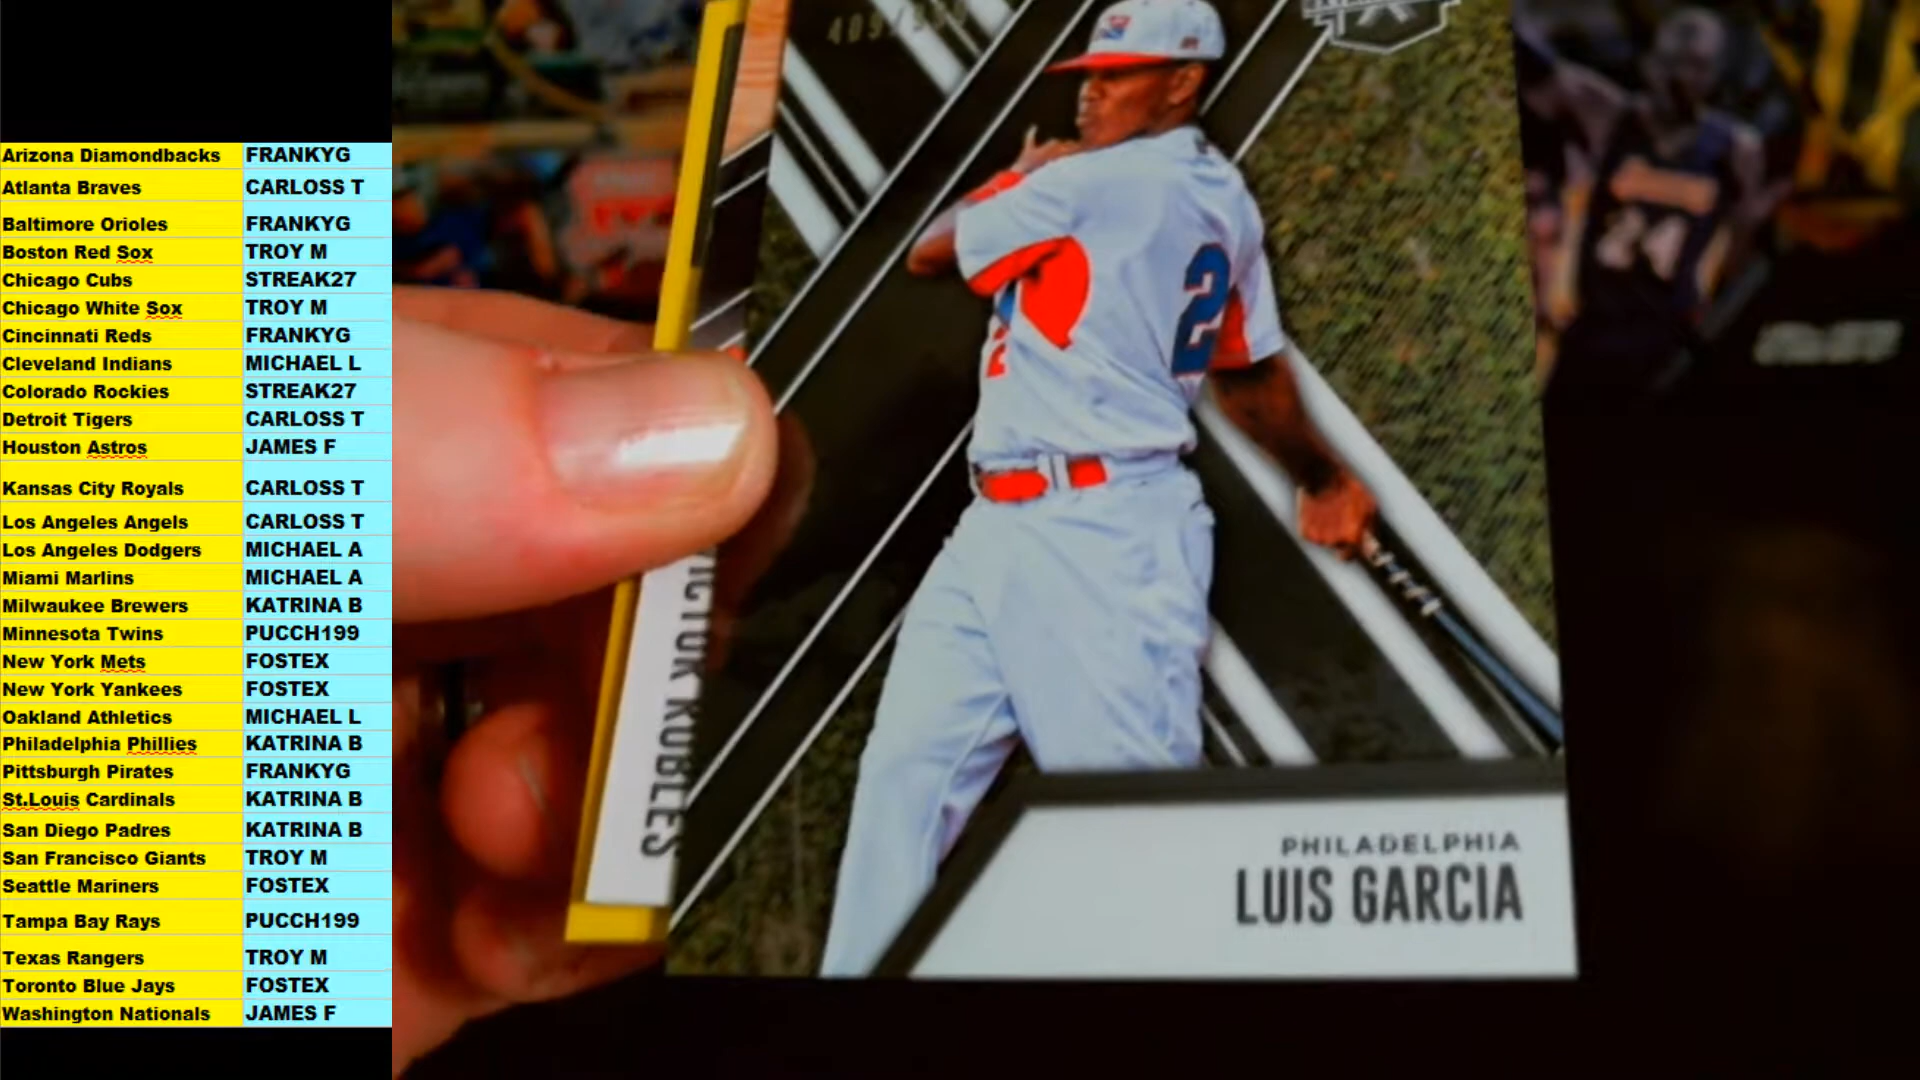 Arizona Diamondbacks FRANKYG
Atlanta Braves CARLOSS T
Baltimore Orioles FRANKYG
Boston Red Sox TROY M
Chicago Cubs STREAK27
Chicago White Sox TROY M
Cincinnati Reds FRANKYG
Cleveland Indians MICHAEL L
Colorado Rockies STREAK27
Detroit Tigers CARLOSS T
Houston Astros JAMES F
Kansas City Royals CARLOSS T
Los Angeles Angels CARLOSS T
Los Angeles Dodgers MICHAEL A
Miami Marlins MICHAEL A
Milwaukee Brewers KATRINA B
Minnesota Twins PUCCH199
New York Mets FOSTEX
New York Yankees FOSTEX
Oakland Athletics MICHAEL L
Philadelphia Phillies KATRINA B
Pittsburgh Pirates FRANKYG
St.Louis Cardinals KATRINA B
San Diego Padres KATRINA B
San Francisco Giants TROY M
Seattle Mariners FOSTEX
Tampa Bay Rays PUCCH199
Texas Rangers TROY M
Toronto Blue Jays FOSTEX
Washington Nationals JAMES F
2
24
VICTOR ROBLES
PHILADELPHIA
LUIS GARCIA